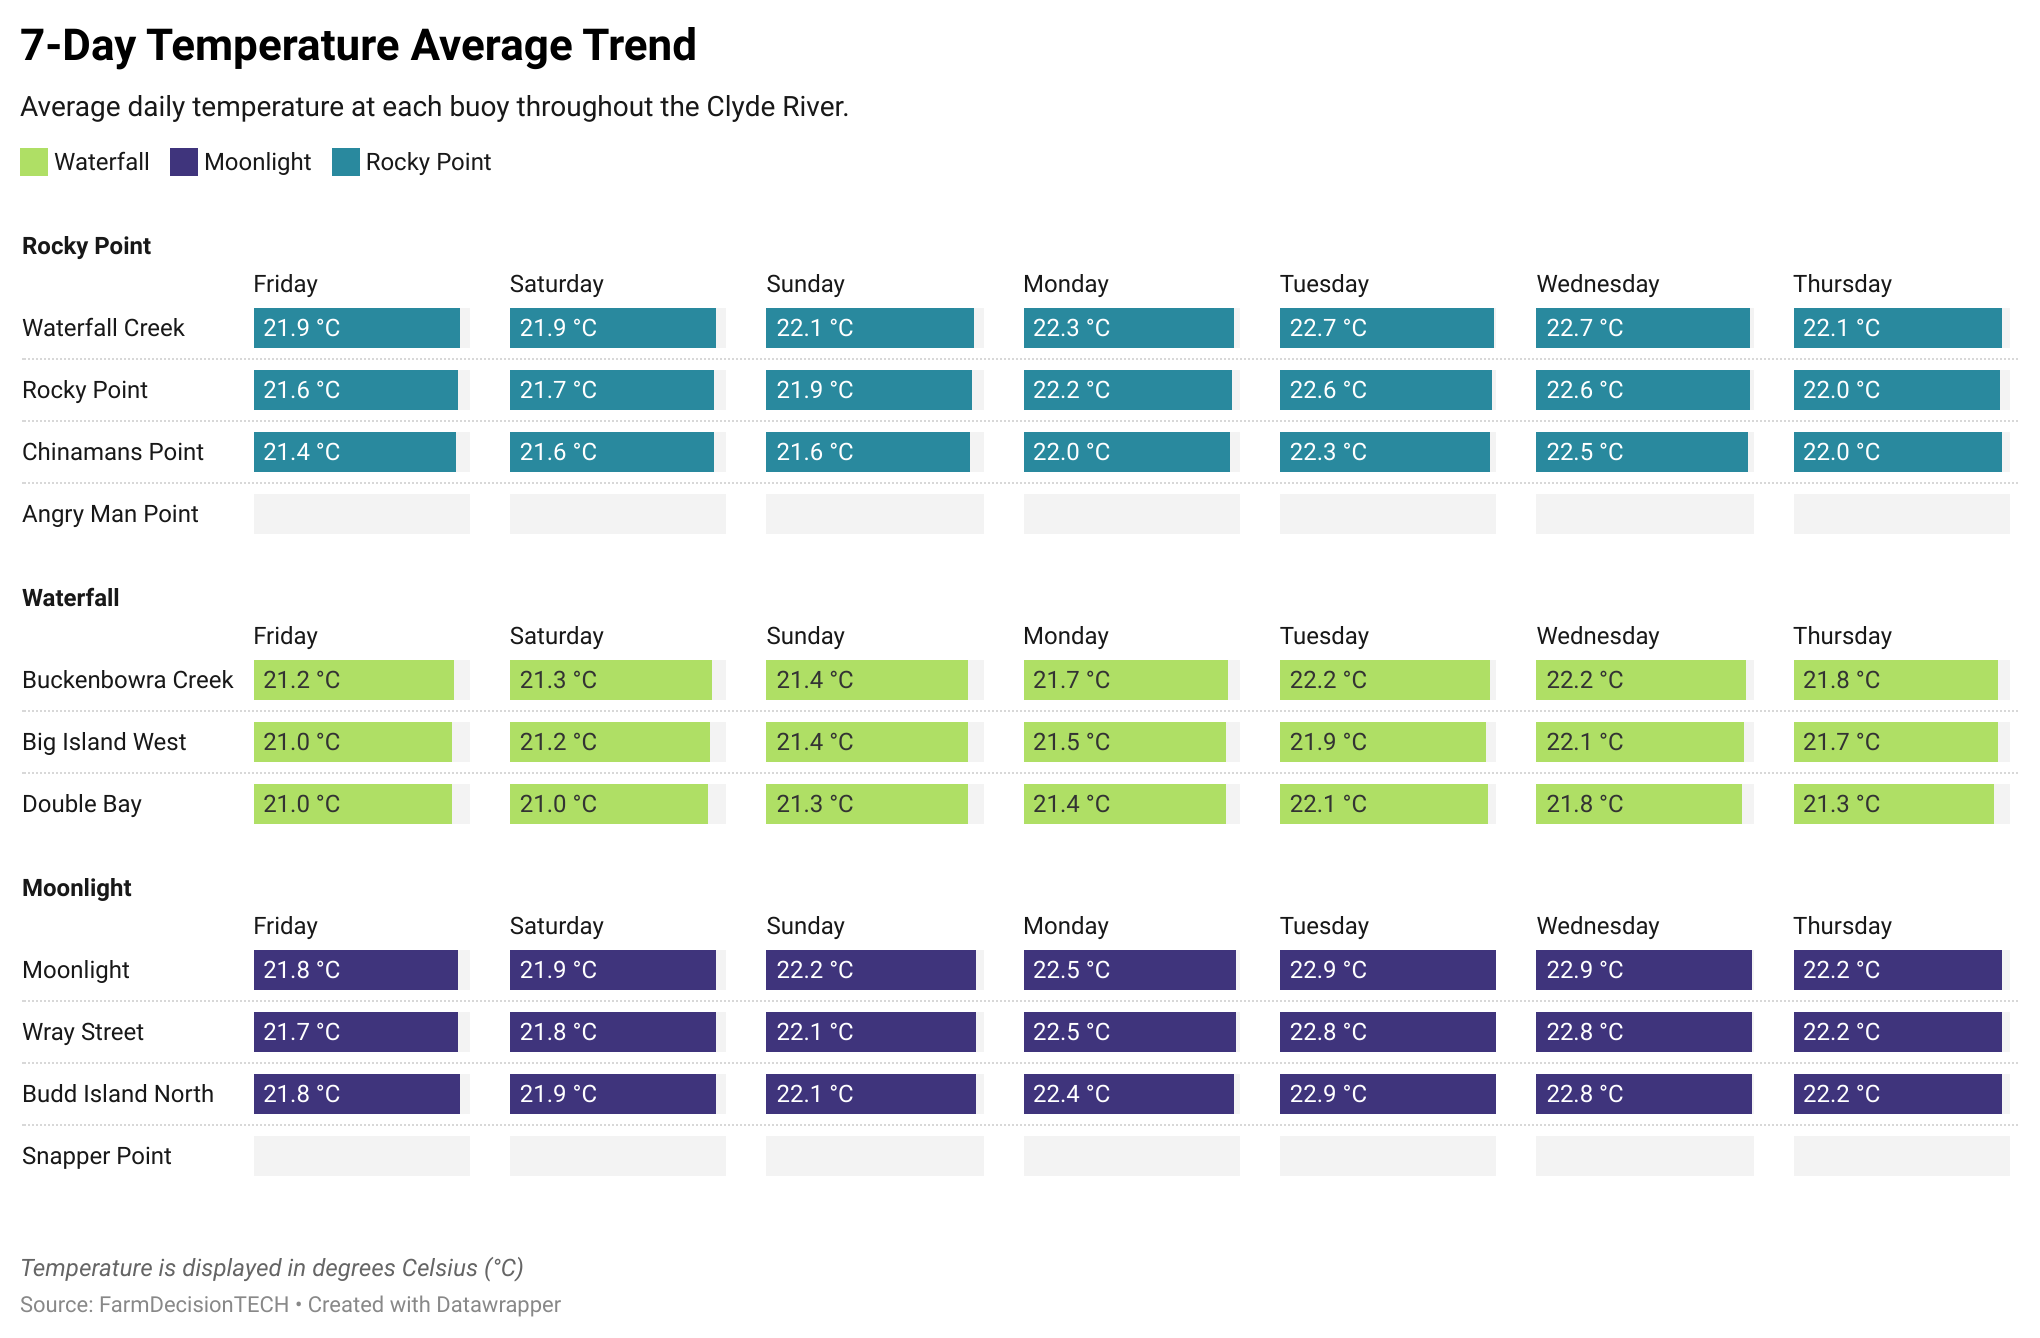 7-Day Temperature Average Trend
Average daily temperature at each buoy throughout the Clyde River.
Waterfall Moonlight Rocky Point
Rocky Point
Friday Saturday Sunday Monday Tuesday Wednesday Thursday
Waterfall Creek 21.9 °C 21.9 °C 22.1 °C 22.3 °C 22.7 °C 22.7 °C 22.1 °C
Rocky Point 21.6 °C 21.7 °C 21.9 °C 22.2 °C 22.6 °C 22.6 °C 22.0 °C
Chinamans Point 21.4 °C 21.6 °C 21.6 °C 22.0 °C 22.3 °C 22.5 °C 22.0 °C
Angry Man Point
Waterfall
Friday Saturday Sunday Monday Tuesday Wednesday Thursday
Buckenbowra Creek 21.2 °C 21.3 °C 21.4 °C 21.7 °C 22.2 °C 22.2 °C 21.8 °C
Big Island West 21.0 °C 21.2 °C 21.4 °C 21.5 °C 21.9 °C 22.1 °C 21.7 °C
Double Bay 21.0 °C 21.0 °C 21.3 °C 21.4 °C 22.1 °C 21.8 °C 21.3 °C
Moonlight
Friday Saturday Sunday Monday Tuesday Wednesday Thursday
Moonlight 21.8 °C 21.9 °C 22.2 °C 22.5 °C 22.9 °C 22.9 °C 22.2 °C
Wray Street 21.7 °C 21.8 °C 22.1 °C 22.5 °C 22.8 °C 22.8 °C 22.2 °C
Budd Island North 21.8 °C 21.9 °C 22.1 °C 22.4 °C 22.9 °C 22.8 °C 22.2 °C
Snapper Point
Temperature is displayed in degrees Celsius (°C)
Source: FarmDecisionTECH • Created with Datawrapper